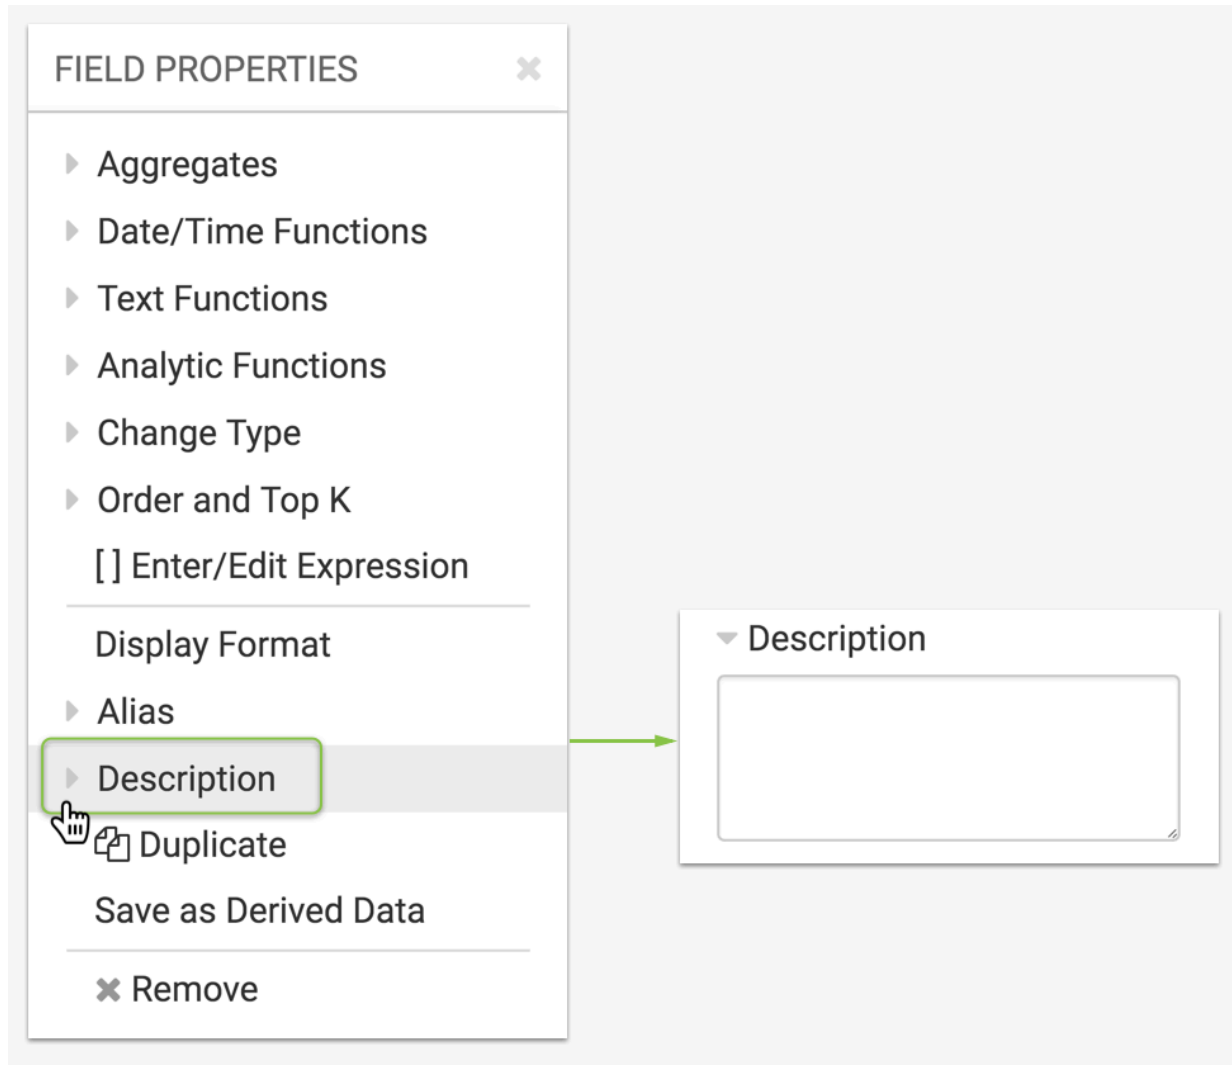 FIELD PROPERTIES
Aggregates
Date/Time Functions
Text Functions
Analytic Functions
Change Type
Order and Top K
[ ] Enter/Edit Expression
Display Format
Alias
Description
Duplicate
Save as Derived Data
Remove
Description